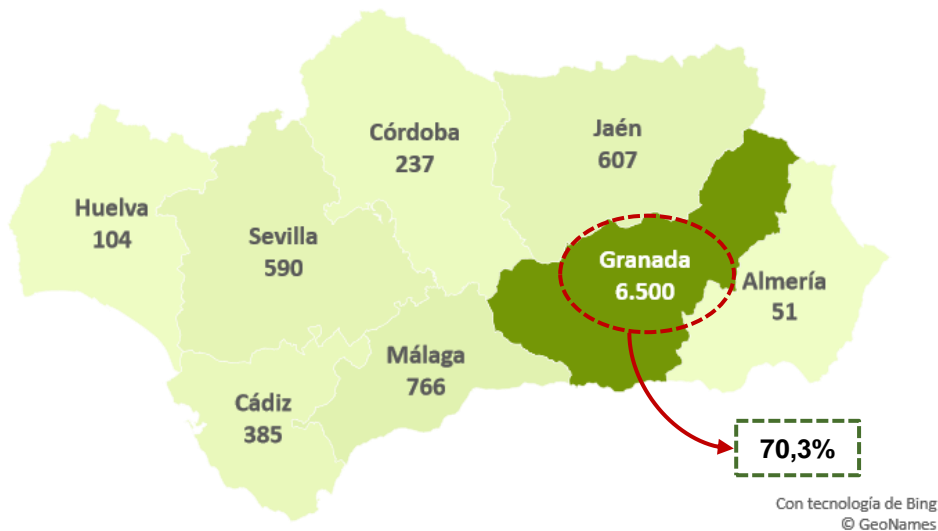 Córdoba
237
Jaén
607
Huelva
104
Sevilla
590
Granada
6.500
Almería
51
Málaga
766
Cádiz
385
70,3%
Con tecnología de Bing
© GeoNames